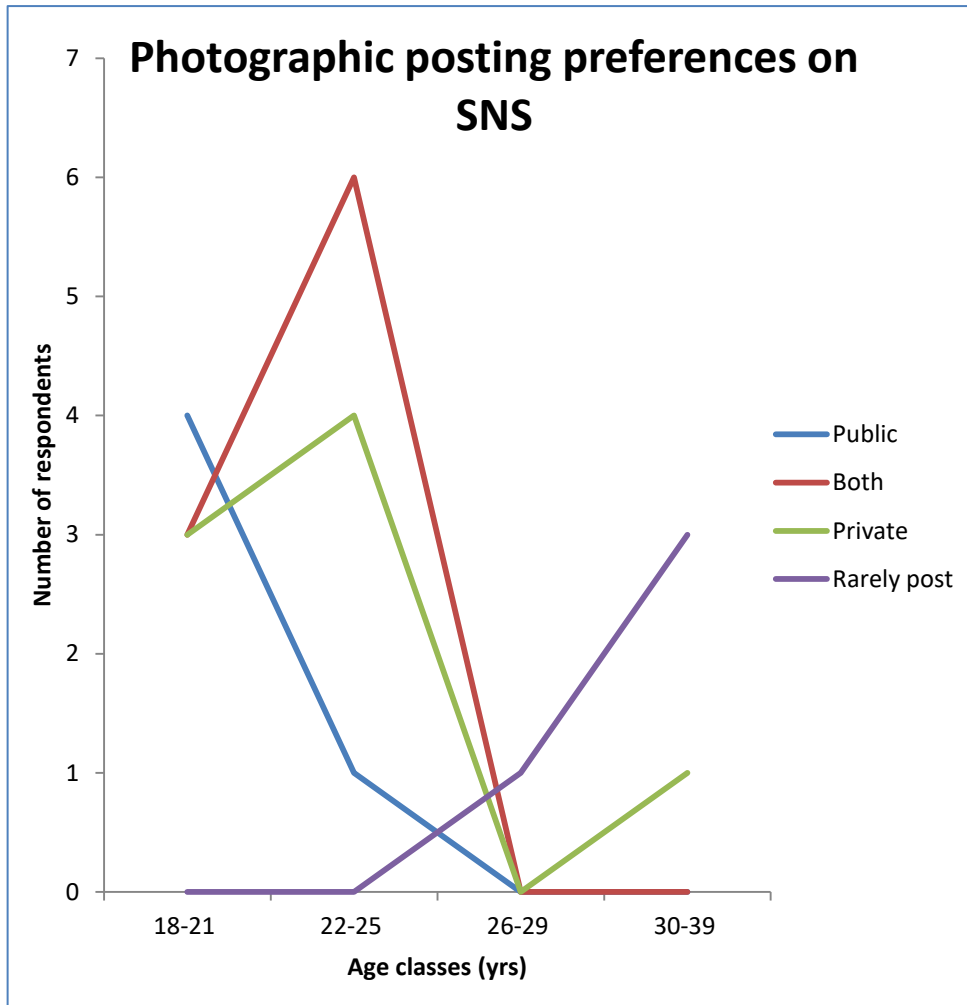 Photographic posting preferences on
SNS
7
6
5
4
3
2
1
0
Number of respondents
18-21
22-25
26-29
30-39
Age classes (yrs)
Public
Both
Private
Rarely post